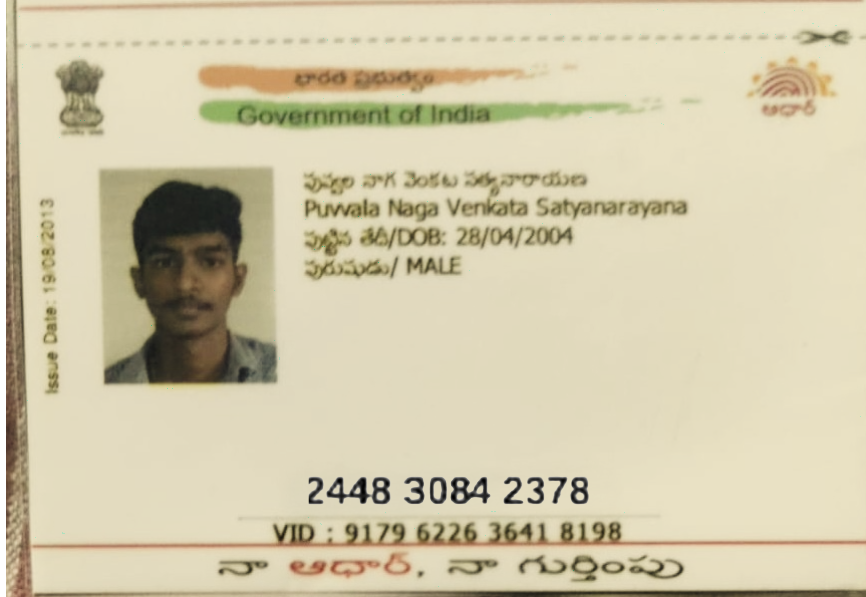 భారత ప్రభుత్వం
Government of India
ఆధార్
Issue Date: 19/08/2013
పువ్వల నాగ వెంకట సత్యనారాయణ
Puvvala Naga Venkata Satyanarayana
పుట్టిన తేదీ/DOB: 28/04/2004
పురుషుడు/ MALE
2448 3084 2378
VID : 9179 6226 3641 8198
నా ఆధార్, నా గుర్తింపు